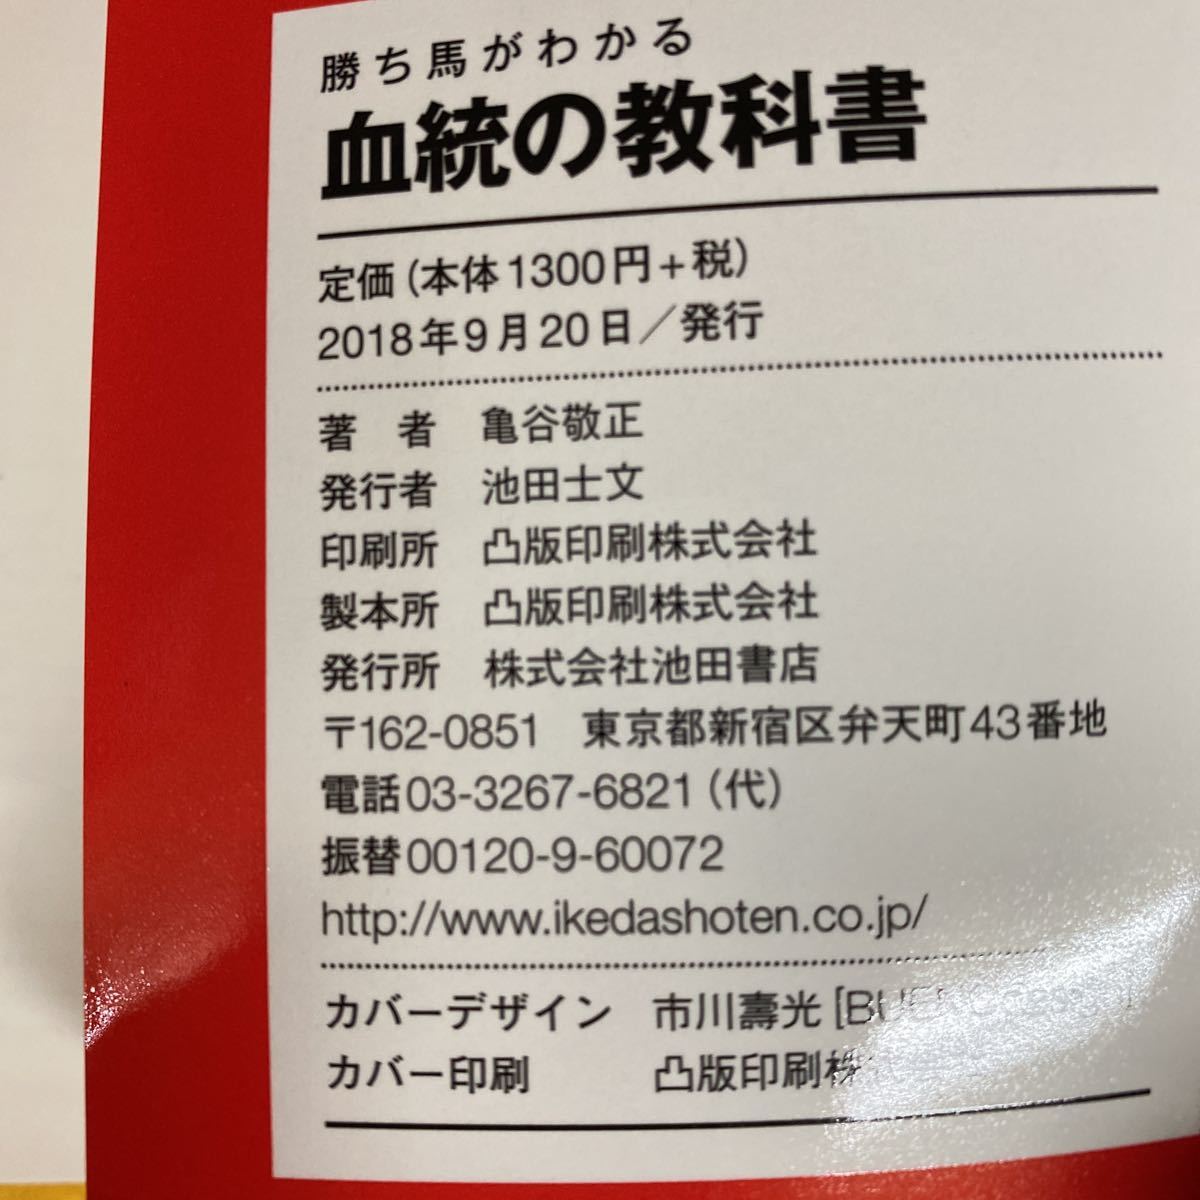 勝ち馬がわかる
血統の教科書
定価（本体1300円＋税）
2018年9月20日／発行
著　者　亀谷敬正
発行者　池田士文
印刷所　凸版印刷株式会社
製本所　凸版印刷株式会社
発行所　株式会社池田書店
〒162-0851　東京都新宿区弁天町43番地
電話03-3267-6821（代）
振替00120-9-60072
http://www.ikedashoten.co.jp/
カバーデザイン　市川壽光
カバー印刷　凸版印刷株